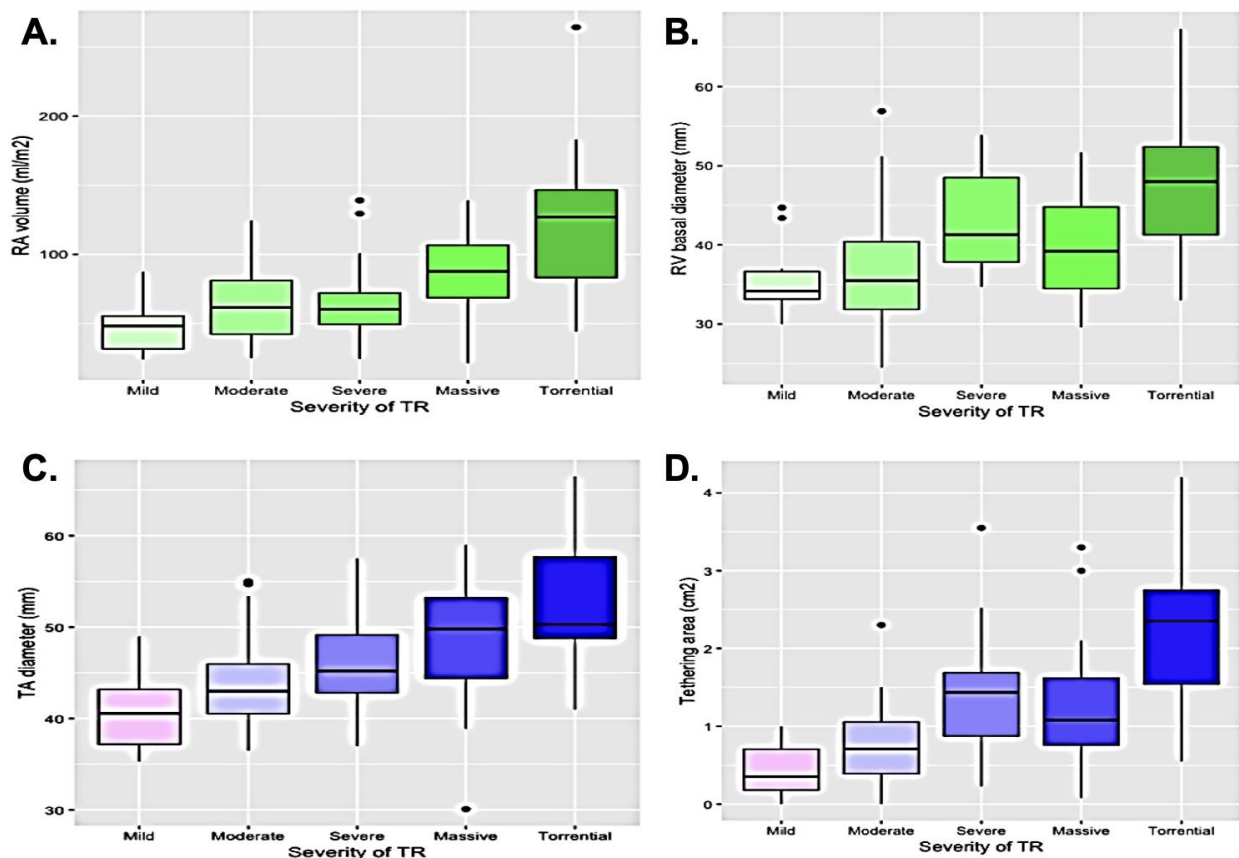 A.
RA volume (ml/m2)
200
100
Mild Moderate Severe Massive Torrential
Severity of TR
B.
RV basal diameter (mm)
60
50
40
30
Mild Moderate Severe Massive Torrential
Severity of TR
C.
TA diameter (mm)
60
50
40
30
Mild Moderate Severe Massive Torrential
Severity of TR
D.
Tethering area (cm2)
4
3
2
1
0
Mild Moderate Severe Massive Torrential
Severity of TR